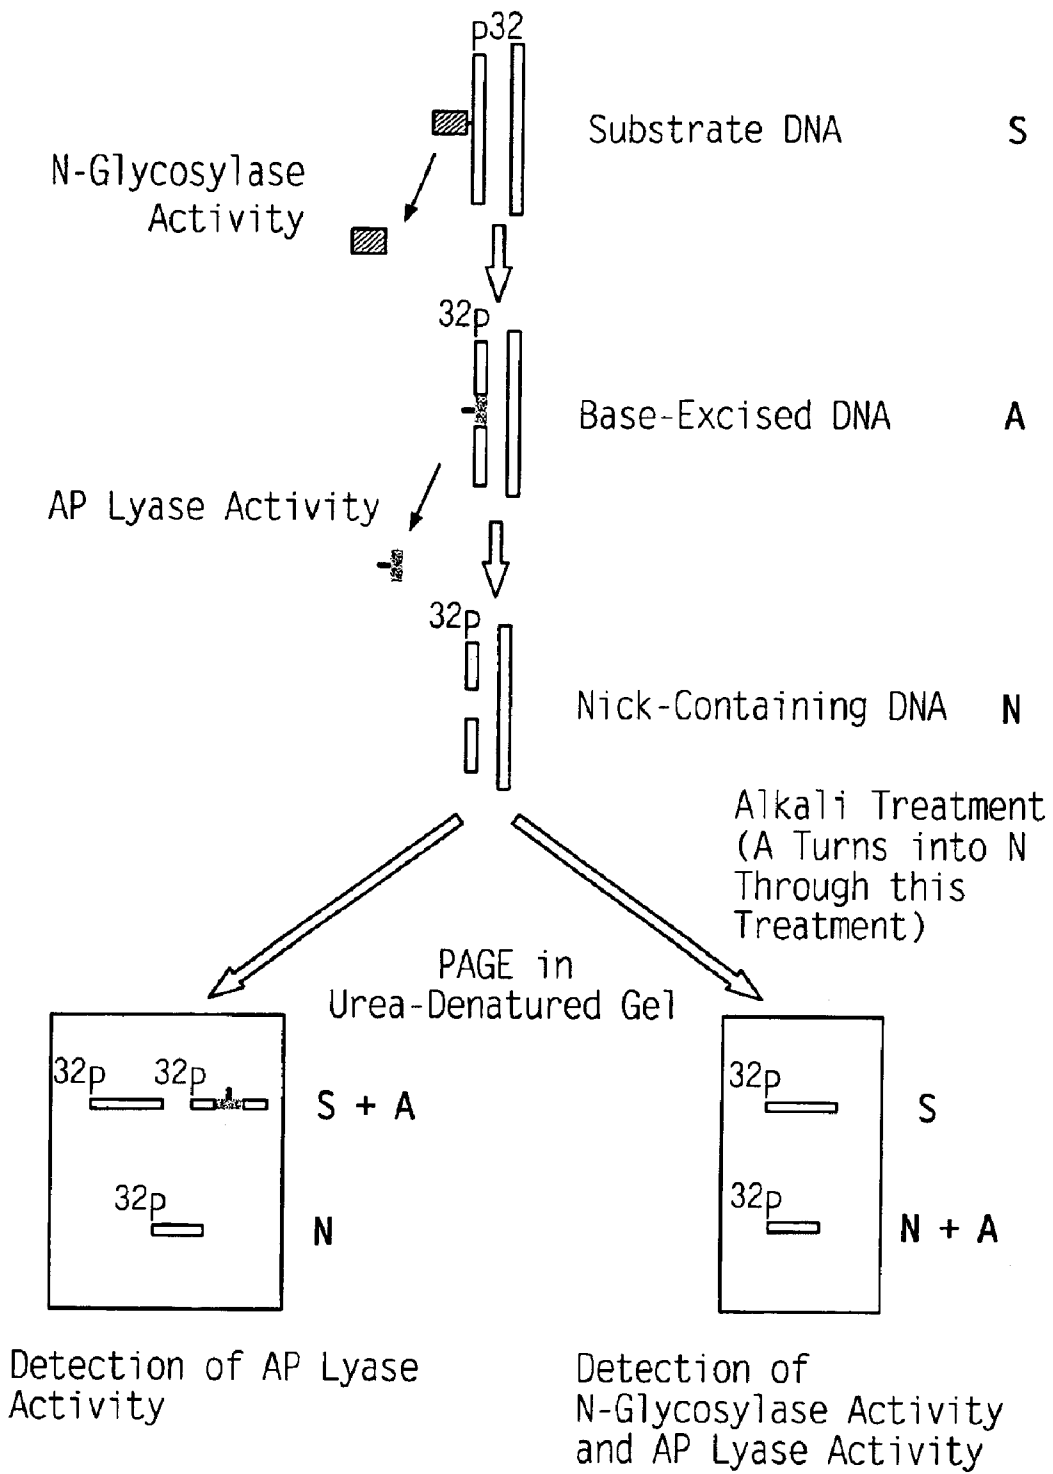 p32
Substrate DNA S
N-Glycosylase
Activity
32p
Base-Excised DNA A
AP Lyase Activity
32p
Nick-Containing DNA N
Alkali Treatment
(A Turns into N
Through this
Treatment)
PAGE in
Urea-Denatured Gel
32p 32p
S + A
32p
N
32p
S
32p
N + A
Detection of AP Lyase
Activity
Detection of
N-Glycosylase Activity
and AP Lyase Activity